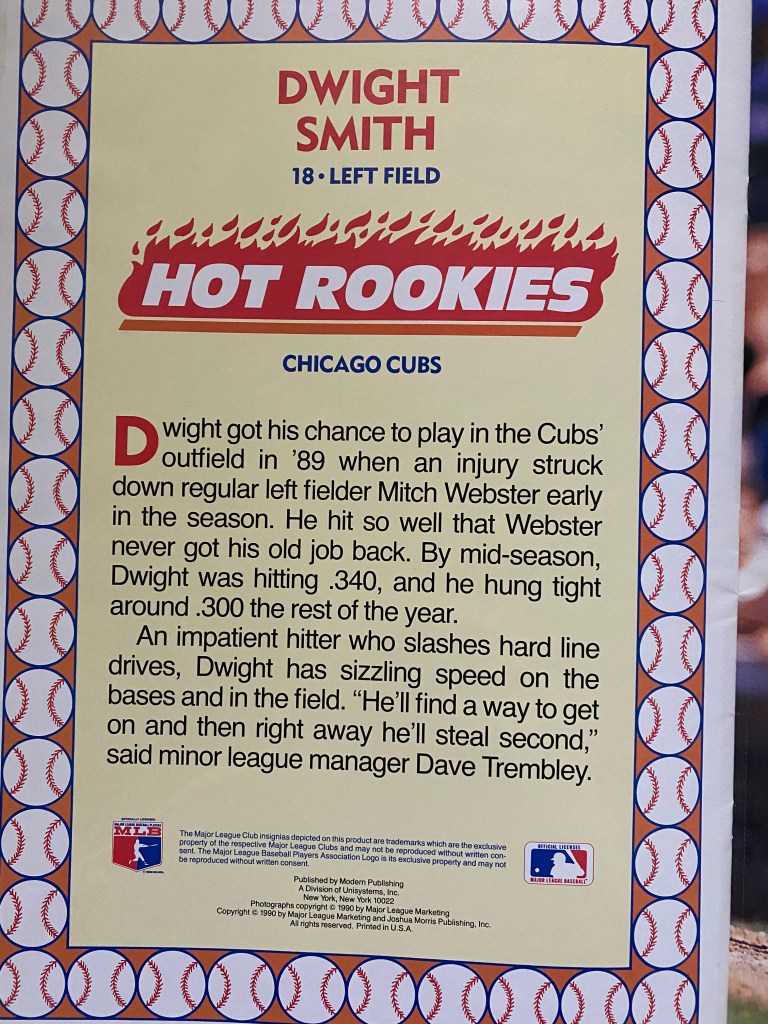 DWIGHT
SMITH
18 • LEFT FIELD
HOT ROOKIES
CHICAGO CUBS
Dwight got his chance to play in the Cubs'
outfield in '89 when an injury struck
down regular left fielder Mitch Webster early
in the season. He hit so well that Webster
never got his old job back. By mid-season,
Dwight was hitting .340, and he hung tight
around .300 the rest of the year.
An impatient hitter who slashes hard line
drives, Dwight has sizzling speed on the
bases and in the field. “He'll find a way to get
on and then right away he'll steal second,”
said minor league manager Dave Trembley.
MLB
The Major League Club insignias depicted on this product are trademarks which are the exclusive
property of the respective Major League Clubs and may not be reproduced without written con-
sent. The Major League Baseball Players Association Logo is its exclusive property and may not
be reproduced without written consent.
OFFICIAL LICENSEE
MAJOR LEAGUE BASEBALL
Published by Modern Publishing
A Division of Unisystems, Inc.
New York, New York 10022
Photographs copyright © 1990 by Major League Marketing
Copyright © 1990 by Major League Marketing and Joshua Morris Publishing, Inc.
All rights reserved. Printed in U.S.A.